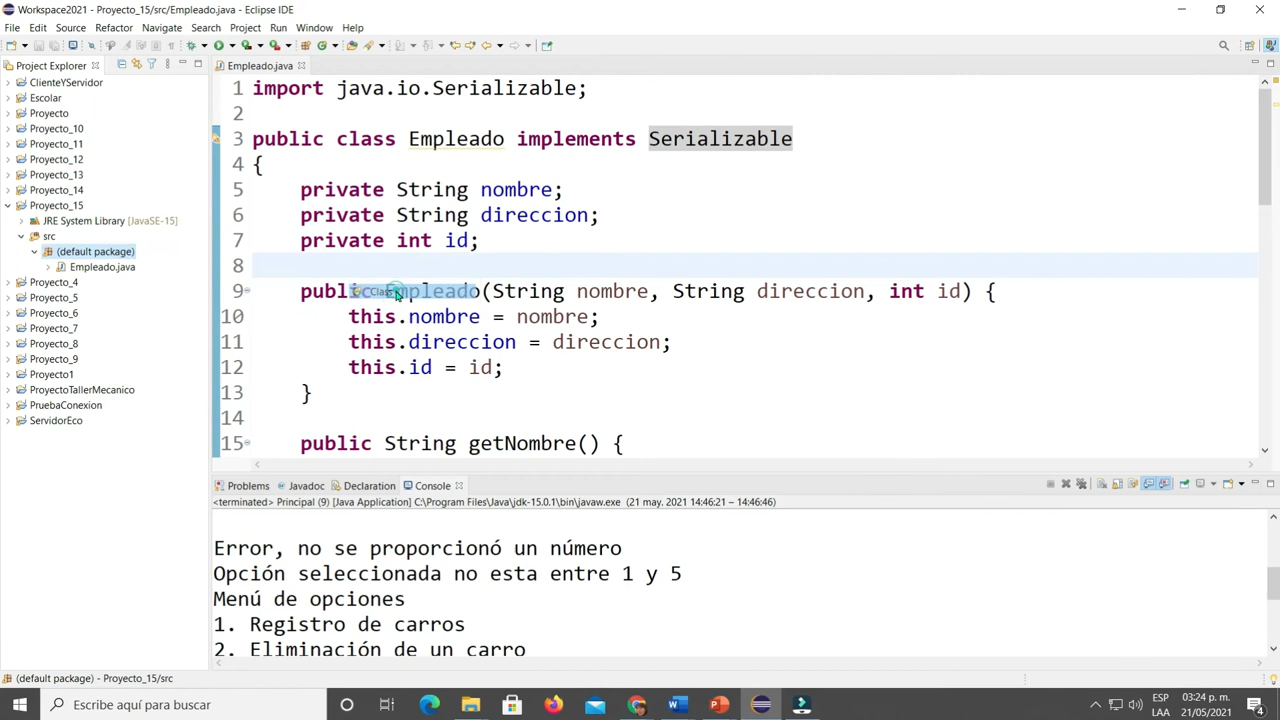 Workspace2021 - Proyecto_15/src/Empleado.java - Eclipse IDE
File Edit Source Refactor Navigate Search Project Run Window Help
Project Explorer
ClienteYServidor
Escolar
Proyecto
Proyecto_10
Proyecto_11
Proyecto_12
Proyecto_13
Proyecto_14
Proyecto_15
JRE System Library [JavaSE-15]
src
(default package)
Empleado.java
Proyecto_4
Proyecto_5
Proyecto_6
Proyecto_7
Proyecto_8
Proyecto_9
Proyecto1
ProyectoTallerMecanico
PruebaConexion
ServidorEco
Empleado.java
1 import java.io.Serializable;
2
3 public class Empleado implements Serializable
4 {
5 private String nombre;
6 private String direccion;
7 private int id;
8
9 public Empleado(String nombre, String direccion, int id) {
Class
10 this.nombre = nombre;
11 this.direccion = direccion;
12 this.id = id;
13 }
14
15 public String getNombre() {
Problems Javadoc Declaration Console
<terminated> Principal (9) [Java Application] C:\Program Files\Java\jdk-15.0.1\bin\javaw.exe (21 may. 2021 14:46:21 – 14:46:46)
Error, no se proporcionó un número
Opción seleccionada no esta entre 1 y 5
Menú de opciones
1. Registro de carros
2. Eliminación de un carro
(default package) - Proyecto_15/src
Escribe aquí para buscar
ESP
LAA
03:24 p. m.
21/05/2021
4